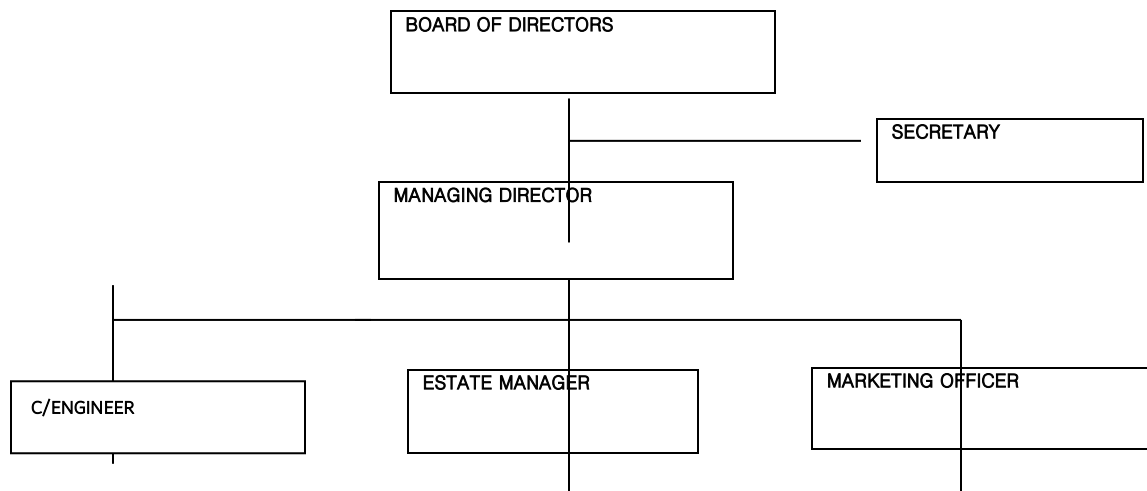 BOARD OF DIRECTORS
SECRETARY
MANAGING DIRECTOR
C/ENGINEER
ESTATE MANAGER
MARKETING OFFICER